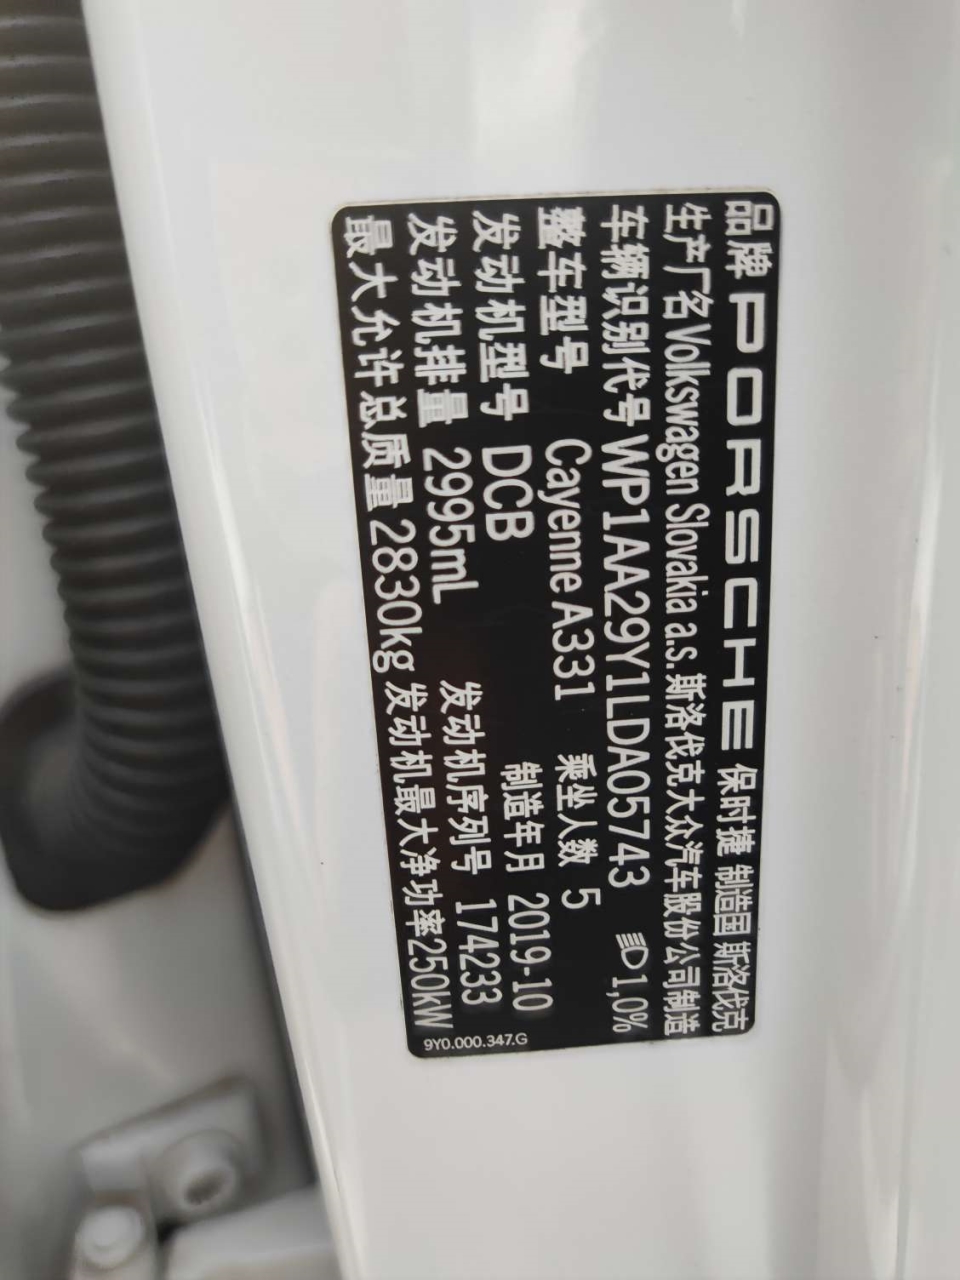 品牌 PORSCHE 保时捷 制造国 斯洛伐克
生产厂名 Volkswagen Slovakia a.s.斯洛伐克大众汽车股份公司制造
车辆识别代号 WP1AA29Y1LDA05743 1,0%
整车型号 Cayenne A331 乘坐人数 5
发动机型号 DCB 制造年月 2019-10
发动机排量 2995mL 发动机序列号 174233
最大允许总质量 2830kg 发动机最大净功率250kW
9Y0.000.347.G